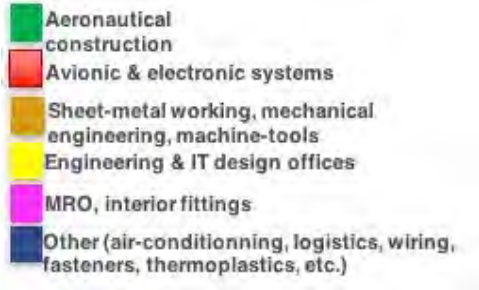 Aeronautical
construction
Avionic & electronic systems
Sheet-metal working, mechanical
engineering, machine-tools
Engineering & IT design offices
MRO, interior fittings
Other (air-conditionning, logistics, wiring,
fasteners, thermoplastics, etc.)